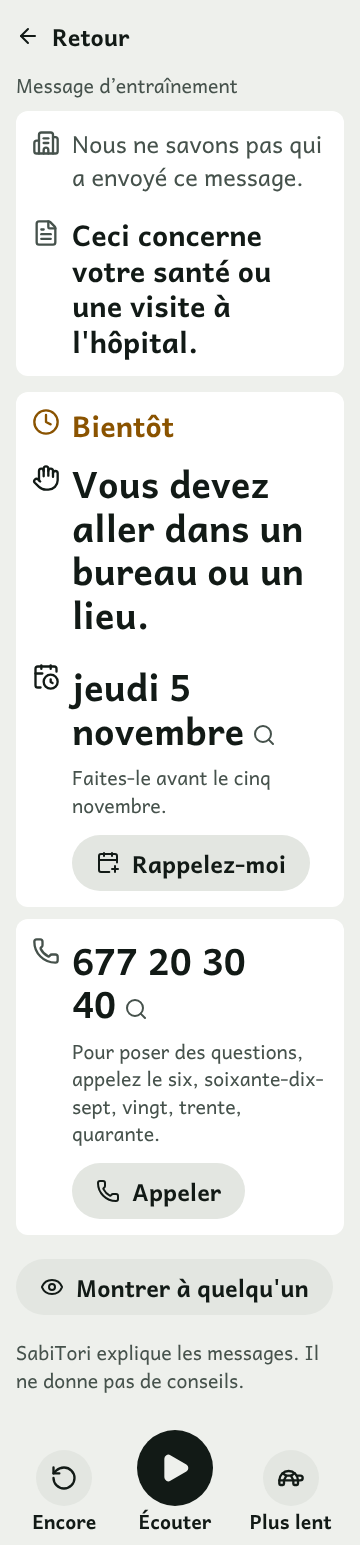 Retour
Message d'entraînement
Nous ne savons pas qui
a envoyé ce message.
Ceci concerne
votre santé ou
une visite à
l'hôpital.
Bientôt
Vous devez
aller dans un
bureau ou un
lieu.
jeudi 5
novembre
Faites-le avant le cinq
novembre.
Rappelez-moi
677 20 30
40
Pour poser des questions,
appelez le six, soixante-dix-
sept, vingt, trente,
quarante.
Appeler
Montrer à quelqu'un
SabiTori explique les messages. Il
ne donne pas de conseils.
Encore
Écouter
Plus lent